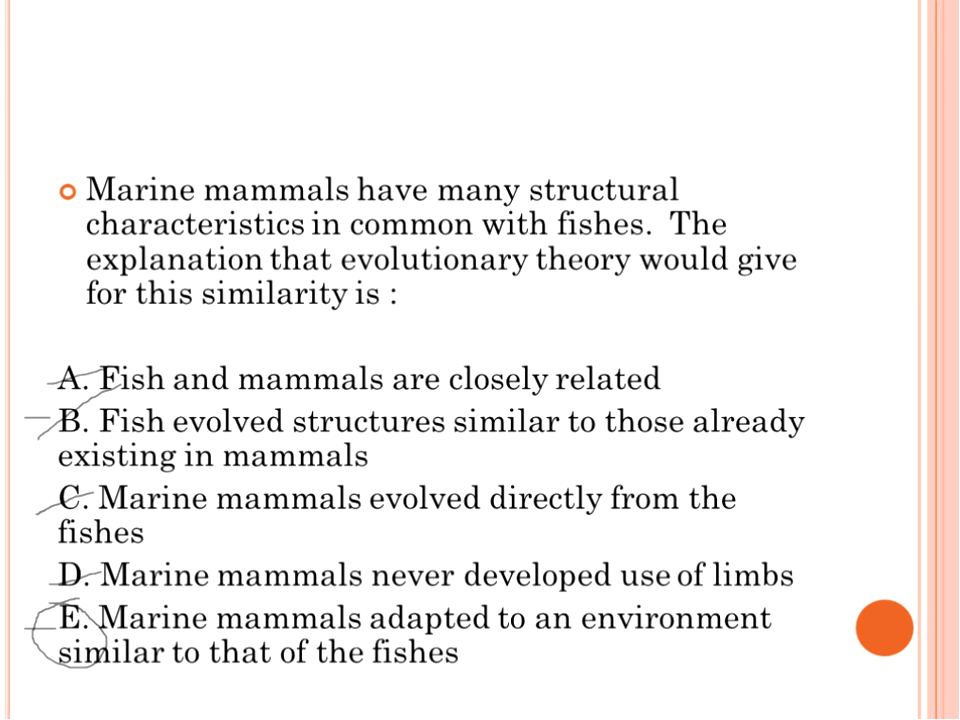 Marine mammals have many structural
characteristics in common with fishes. The
explanation that evolutionary theory would give
for this similarity is :
A. Fish and mammals are closely related
B. Fish evolved structures similar to those already
existing in mammals
C. Marine mammals evolved directly from the
fishes
D. Marine mammals never developed use of limbs
E. Marine mammals adapted to an environment
similar to that of the fishes